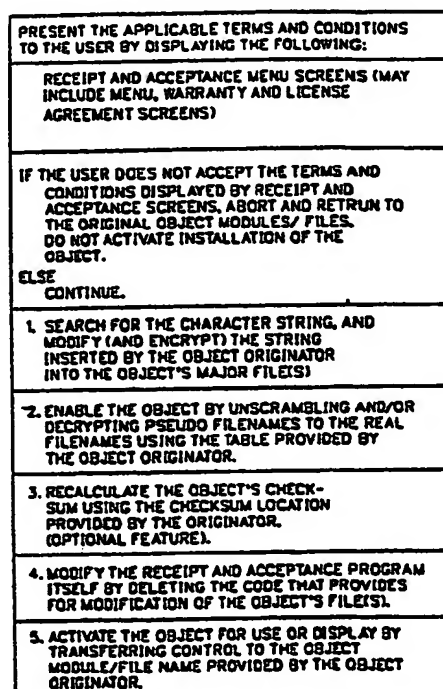 PRESENT THE APPLICABLE TERMS AND CONDITIONS
TO THE USER BY DISPLAYING THE FOLLOWING:
RECEIPT AND ACCEPTANCE MENU SCREENS (MAY
INCLUDE MENU, WARRANTY AND LICENSE
AGREEMENT SCREENS)
IF THE USER DOES NOT ACCEPT THE TERMS AND
CONDITIONS DISPLAYED BY RECEIPT AND
ACCEPTANCE SCREENS, ABORT AND RETRUN TO
THE ORIGINAL OBJECT MODULES/ FILES.
DO NOT ACTIVATE INSTALLATION OF THE
OBJECT.
ELSE
CONTINUE.
1. SEARCH FOR THE CHARACTER STRING, AND
MODIFY (AND ENCRYPT) THE STRING
INSERTED BY THE OBJECT ORIGINATOR
INTO THE OBJECT'S MAJOR FILE(S)
2. ENABLE THE OBJECT BY UNSCRAMBLING AND/OR
DECRYPTING PSEUDO FILENAMES TO THE REAL
FILENAMES USING THE TABLE PROVIDED BY
THE OBJECT ORIGINATOR.
3. RECALCULATE THE OBJECT'S CHECK-
SUM USING THE CHECKSUM LOCATION
PROVIDED BY THE ORIGINATOR.
(OPTIONAL FEATURE).
4. MODIFY THE RECEIPT AND ACCEPTANCE PROGRAM
ITSELF BY DELETING THE CODE THAT PROVIDES
FOR MODIFICATION OF THE OBJECT'S FILE(S).
5. ACTIVATE THE OBJECT FOR USE OR DISPLAY BY
TRANSFERRING CONTROL TO THE OBJECT
MODULE/FILE NAME PROVIDED BY THE OBJECT
ORIGINATOR.